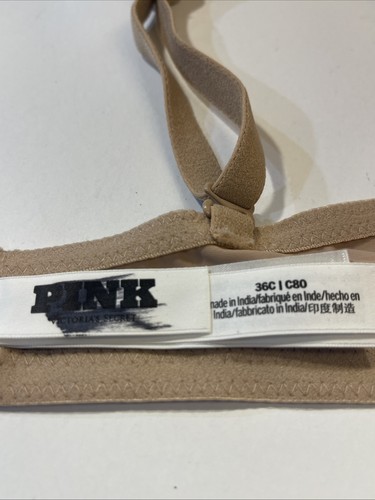 PINK
VICTORIA'S SECRET
36C | C80
made in India/fabriqué en Inde/hecho en
India/fabbricato in India/印度制造